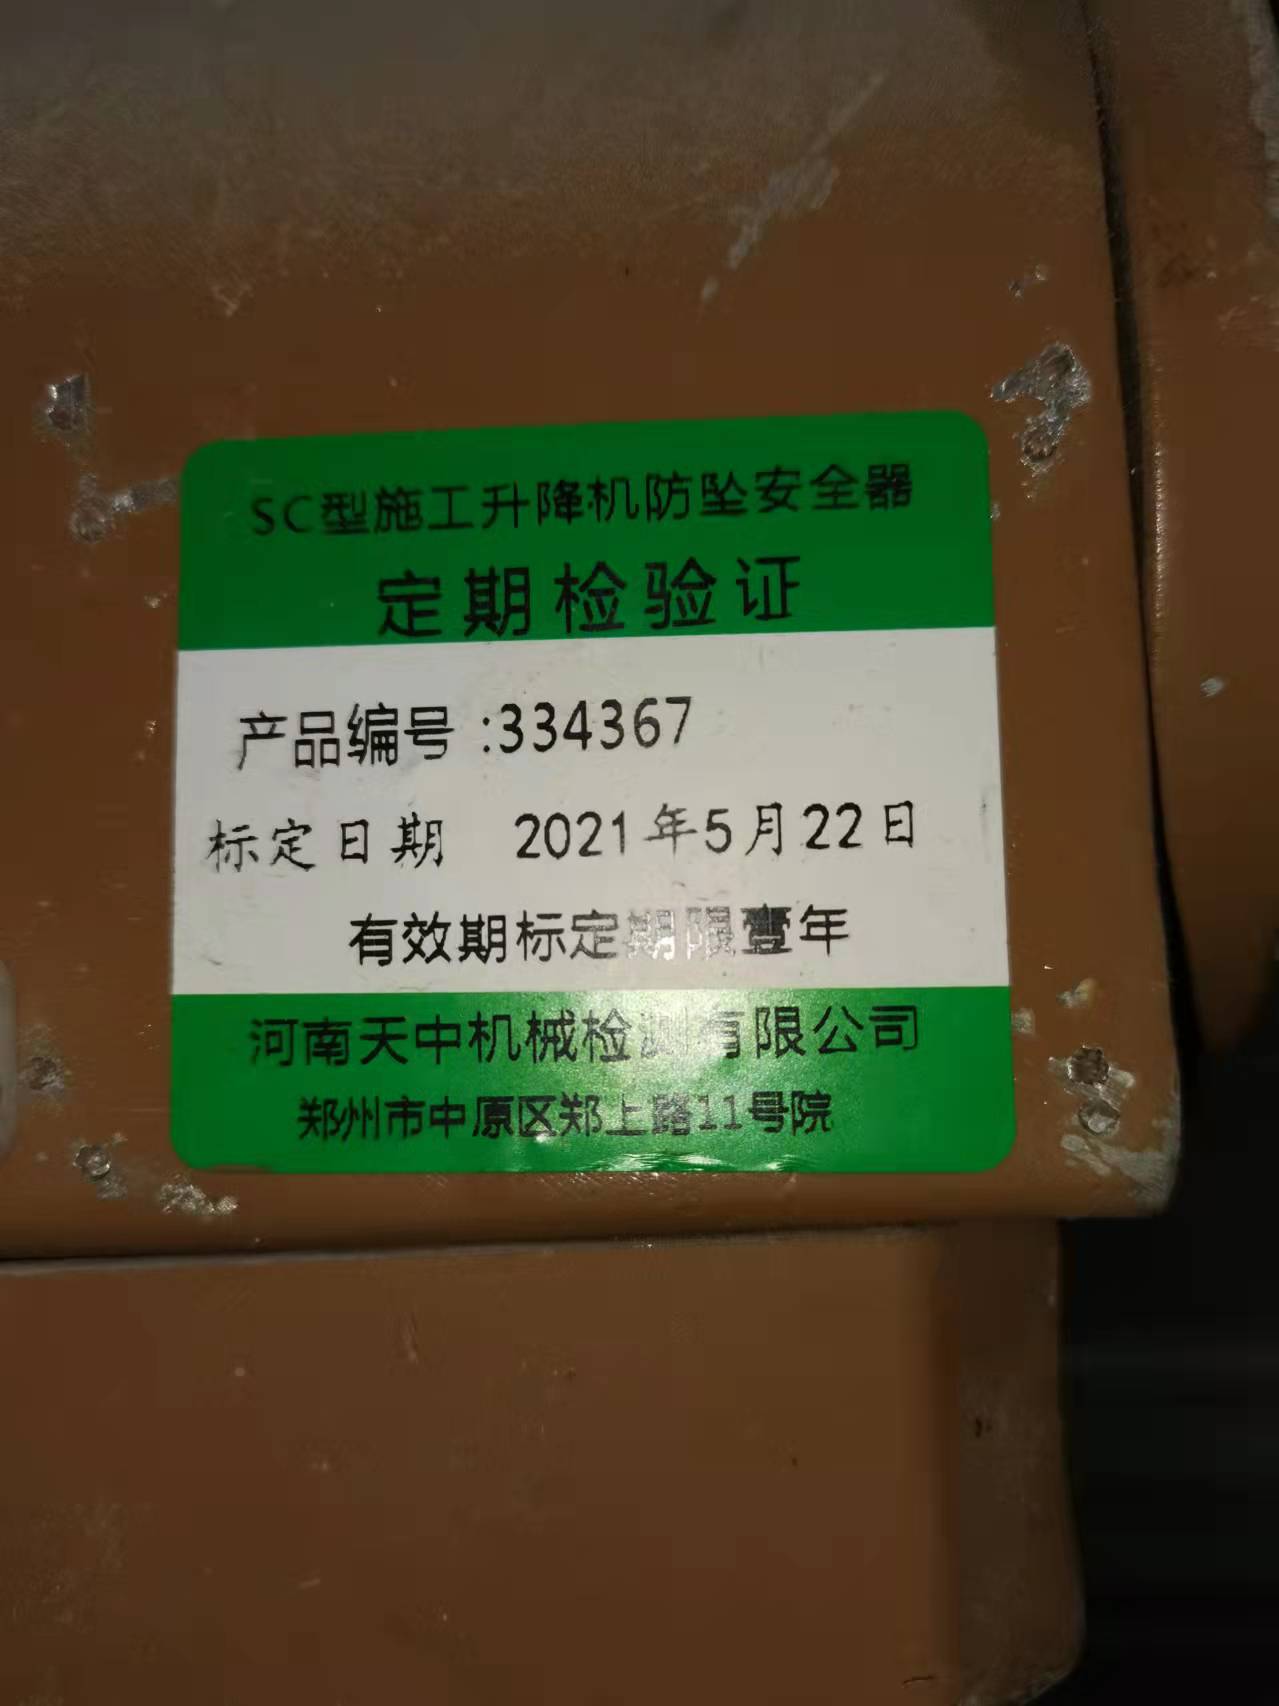 SC型施工升降机防坠安全器
定期检验证
产品编号:334367
标定日期 2021年5月22日
有效期标定期限壹年
河南天中机械检测有限公司
郑州市中原区郑上路11号院